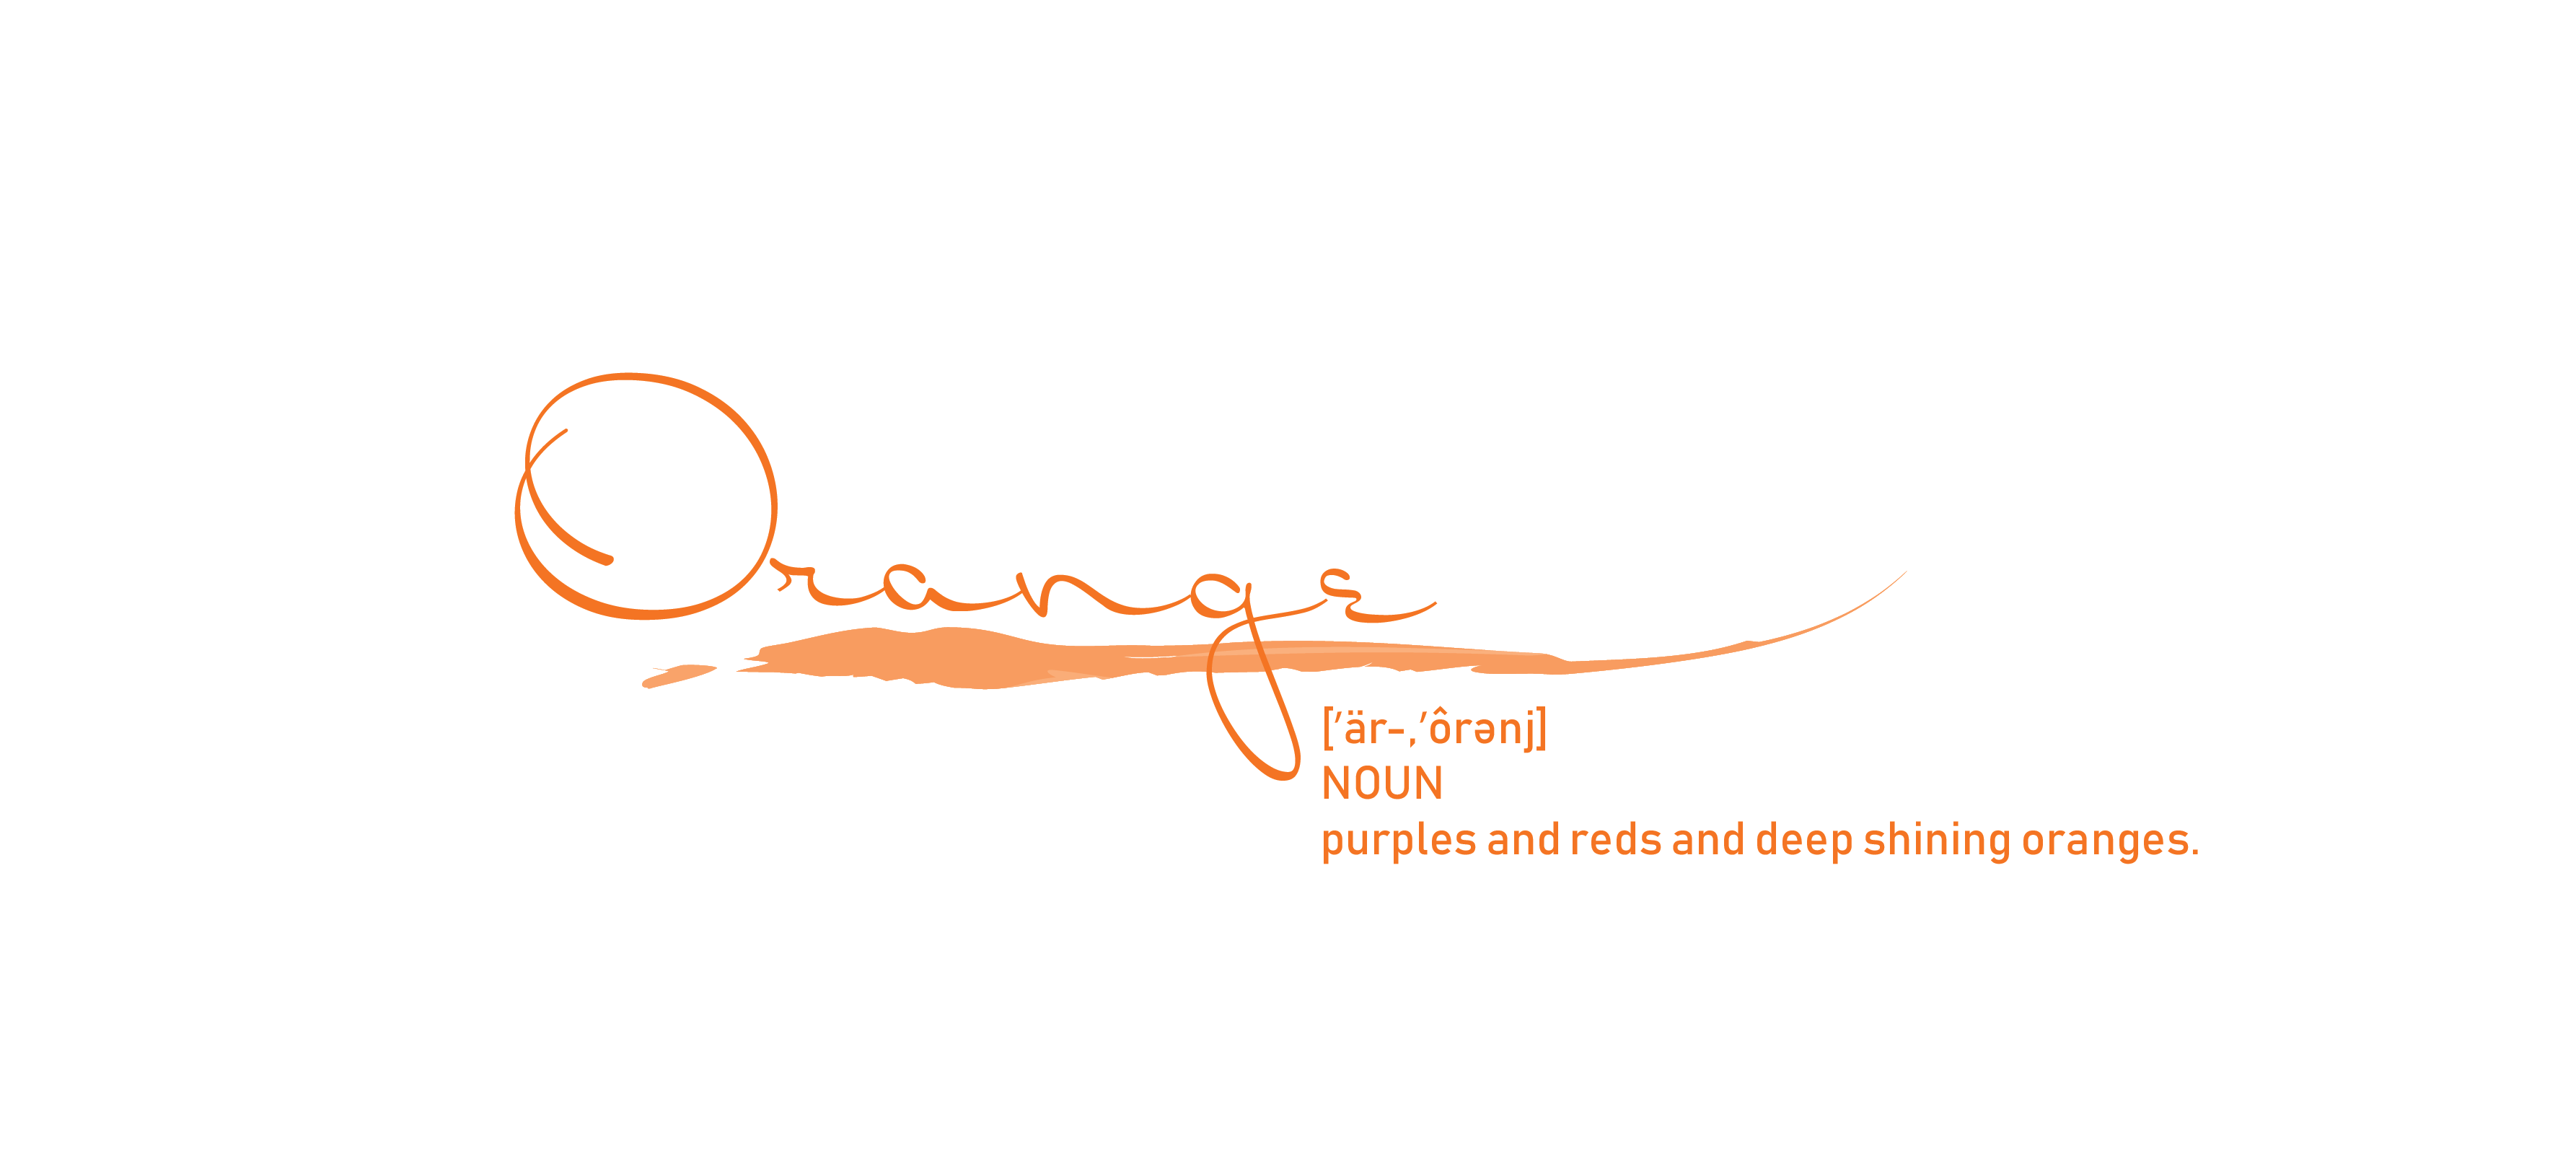 Orange
[′är-,′ôrənj]
NOUN
purples and reds and deep shining oranges.